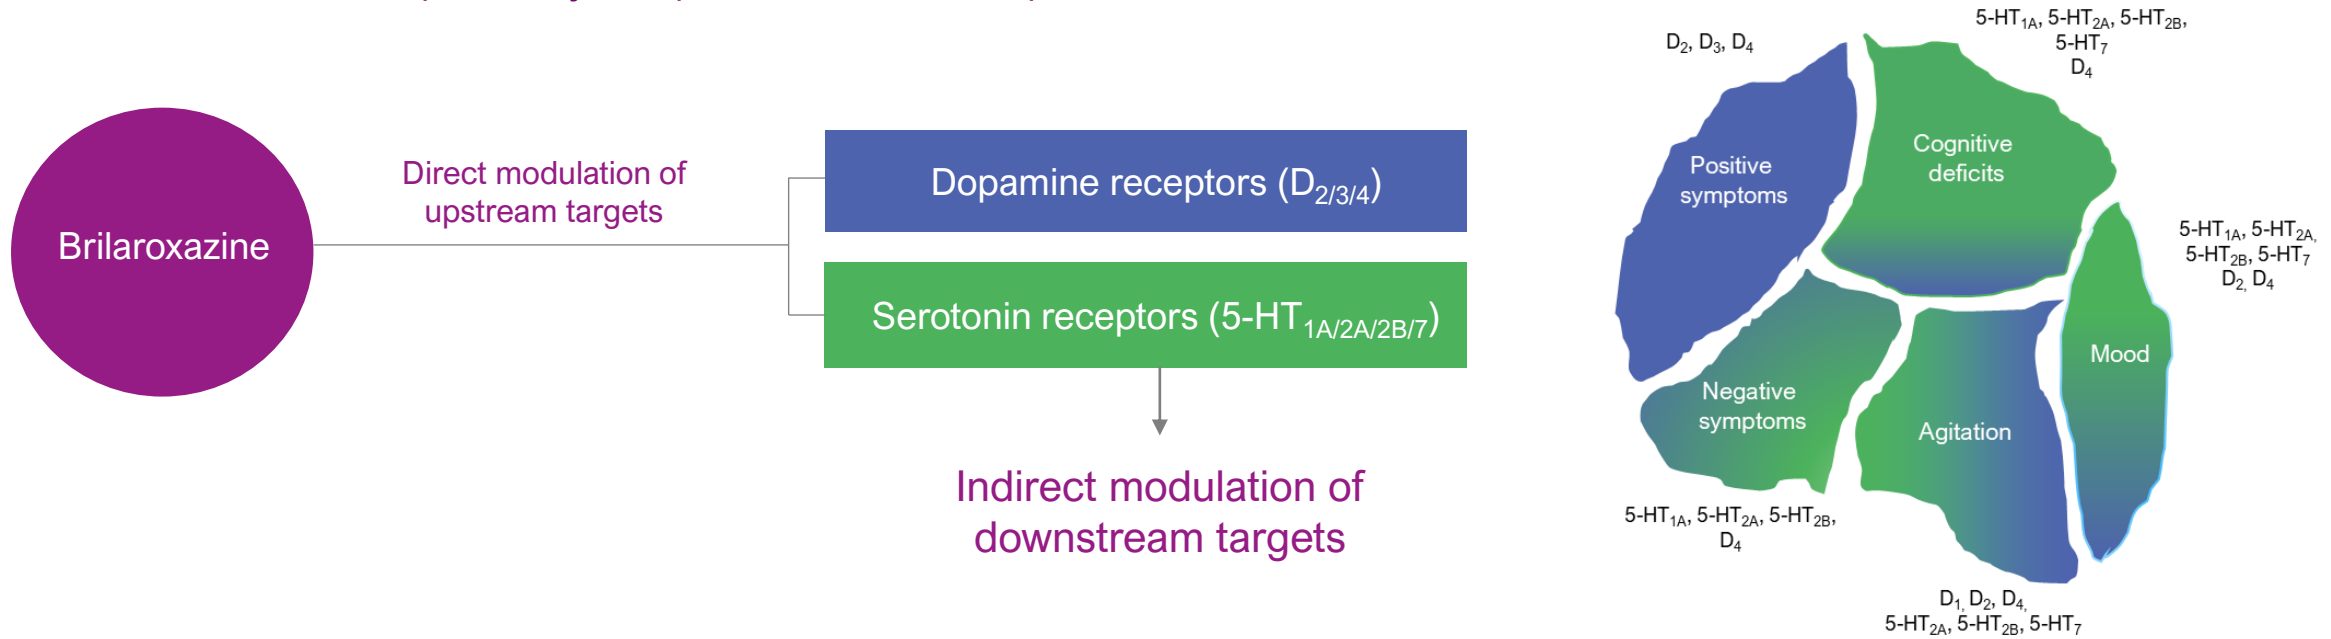 Brilaroxazine
Direct modulation of
upstream targets
Dopamine receptors (D2/3/4)
Serotonin receptors (5-HT1A/2A/2B/7)
Indirect modulation of
downstream targets
D2, D3, D4
5-HT1A, 5-HT2A, 5-HT2B,
5-HT7
D4
Positive
symptoms
Cognitive
deficits
5-HT1A, 5-HT2A,
5-HT2B, 5-HT7
D2, D4
Mood
Negative
symptoms
Agitation
5-HT1A, 5-HT2A, 5-HT2B,
D4
D1, D2, D4,
5-HT2A, 5-HT2B, 5-HT7